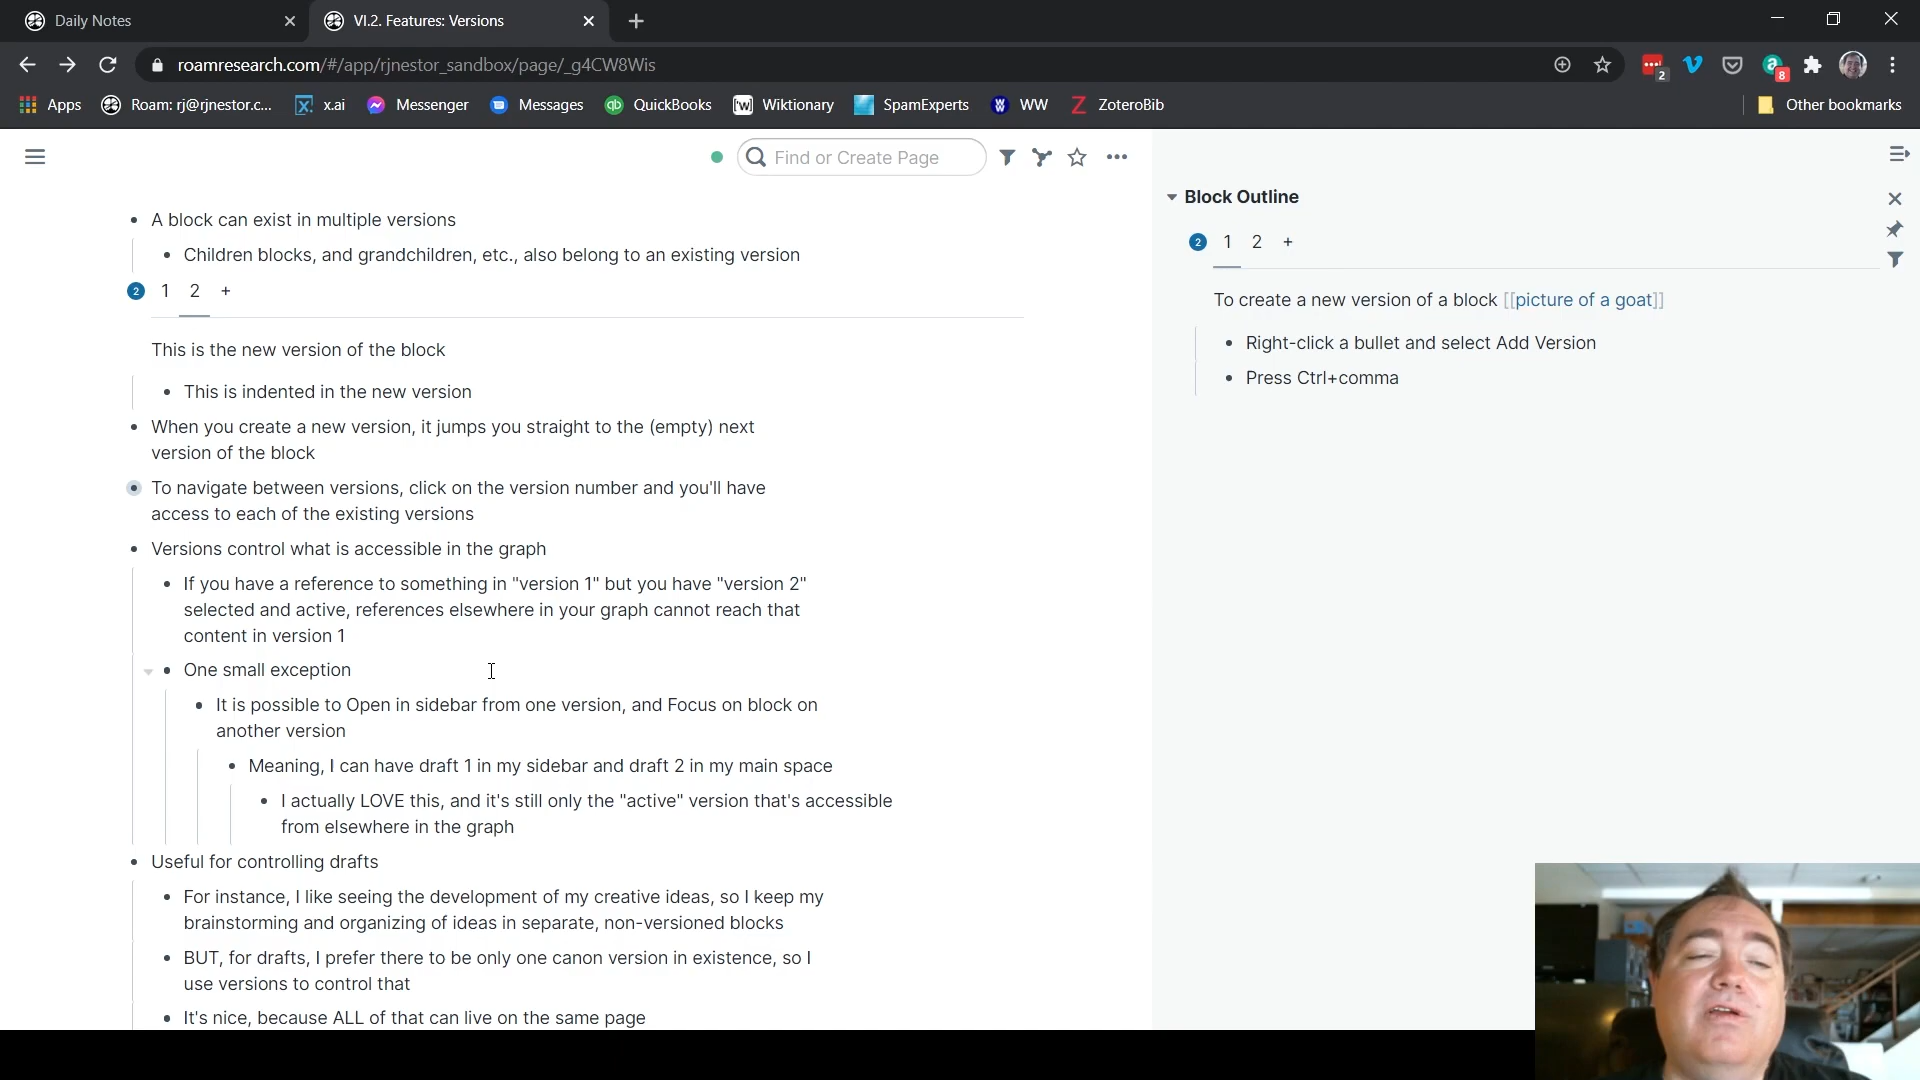 Daily Notes
VI.2. Features: Versions
roamresearch.com/#/app/rjnestor_sandbox/page/_g4CW8Wis
2
8
Apps
Roam: rj@rjnestor.c...
x.ai
Messenger
Messages
QuickBooks
Wiktionary
SpamExperts
WW
ZoteroBib
Other bookmarks
Find or Create Page
A block can exist in multiple versions
Children blocks, and grandchildren, etc., also belong to an existing version
2 1 2 +
This is the new version of the block
This is indented in the new version
When you create a new version, it jumps you straight to the (empty) next
version of the block
To navigate between versions, click on the version number and you'll have
access to each of the existing versions
Versions control what is accessible in the graph
If you have a reference to something in "version 1" but you have "version 2"
selected and active, references elsewhere in your graph cannot reach that
content in version 1
One small exception
It is possible to Open in sidebar from one version, and Focus on block on
another version
Meaning, I can have draft 1 in my sidebar and draft 2 in my main space
I actually LOVE this, and it's still only the "active" version that's accessible
from elsewhere in the graph
Useful for controlling drafts
For instance, I like seeing the development of my creative ideas, so I keep my
brainstorming and organizing of ideas in separate, non-versioned blocks
BUT, for drafts, I prefer there to be only one canon version in existence, so I
use versions to control that
It's nice, because ALL of that can live on the same page
Block Outline
2 1 2 +
To create a new version of a block [[picture of a goat]]
Right-click a bullet and select Add Version
Press Ctrl+comma